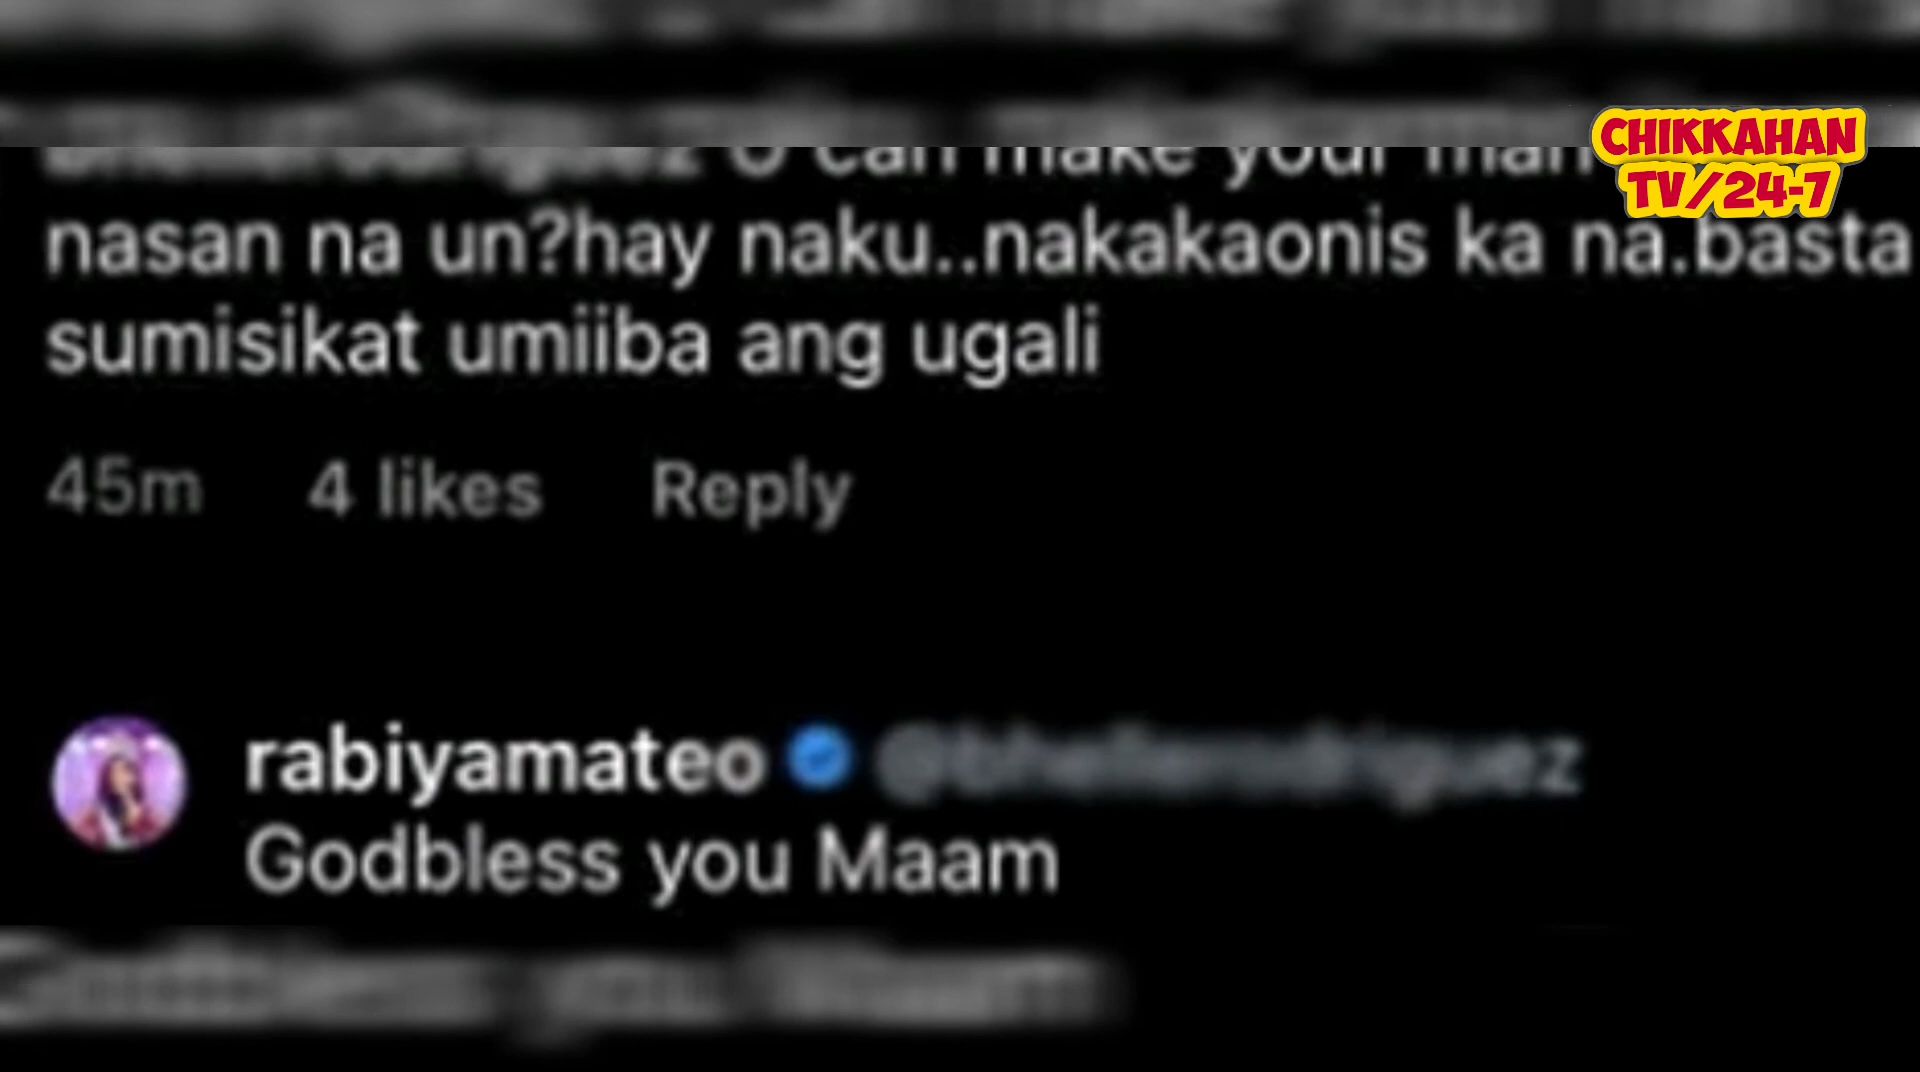 CHIKKAHAN
TV/24-7
O can make your man
nasan na un?hay naku..nakakaonis ka na.basta
sumisikat umiiba ang ugali
45m 4 likes Reply
rabiyamateo
Godbless you Maam